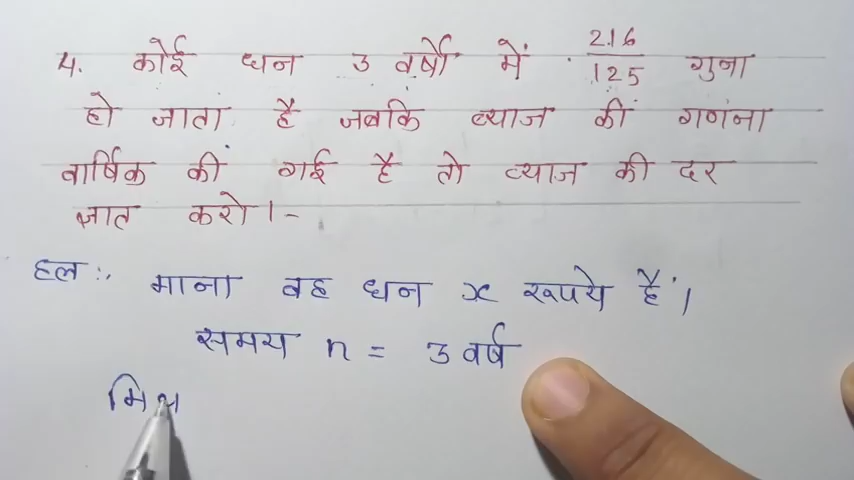 4. कोई धन 3 वर्षों में 216/125 गुना
हो जाता है जबकि ब्याज की गणना
वार्षिक की गई है तो ब्याज की दर
ज्ञात करो।-
हल :. माना वह धन x रूपये है।
समय n = 3 वर्ष
मिश्र